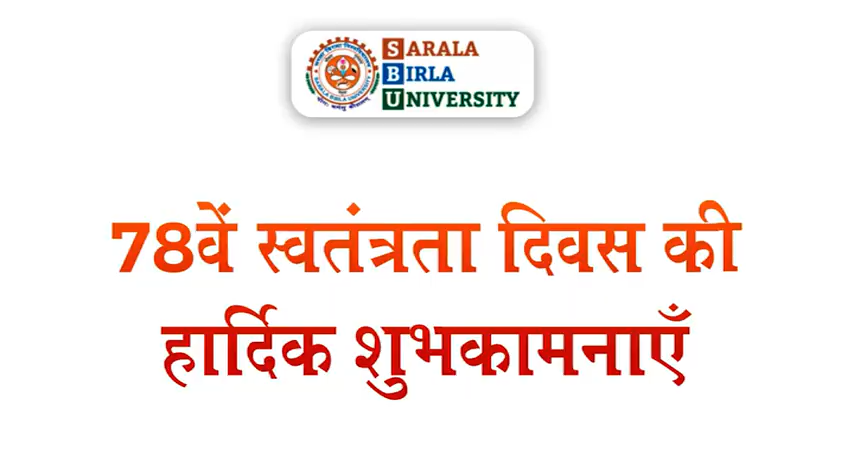 SARALA
BIRLA
UNIVERSITY
78वें स्वतंत्रता दिवस की
हार्दिक शुभकामनाएँ